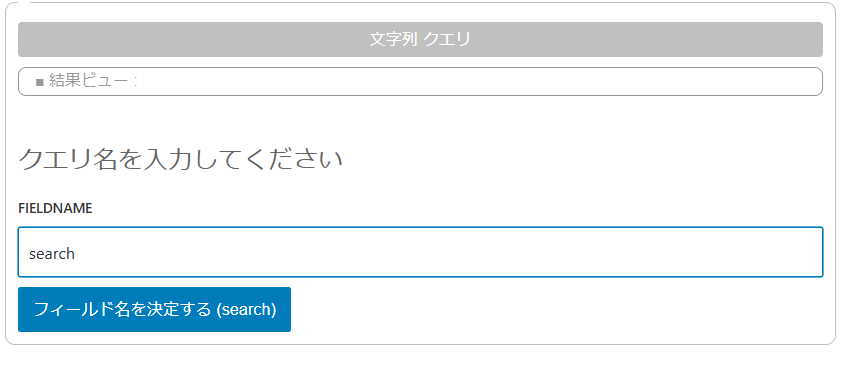 文字列 クエリ
■ 結果ビュー :
クエリ名を入力してください
FIELDNAME
search
フィールド名を決定する (search)